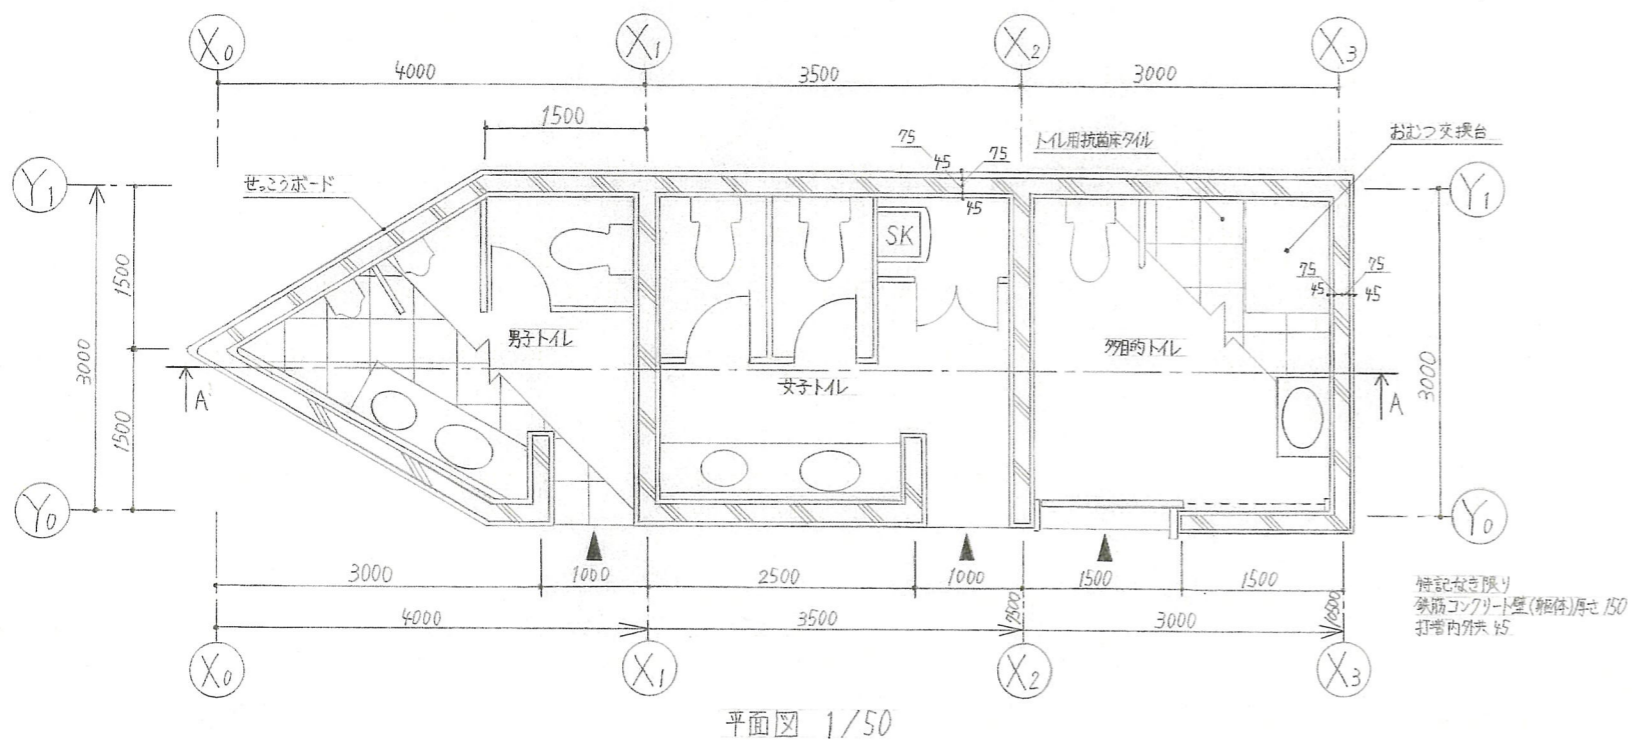 X0
X1
X2
X3
4000
3500
3000
1500
せっこうボード
75
45
75
45
トイレ用抗菌床タイル
おむつ交換台
Y1
Y1
SK
75
75
45
45
1500
3000
1500
男子トイレ
女子トイレ
多目的トイレ
3000
A
A
Y0
Y0
3000
1000
2500
1000
1500
1500
4000
3500
7500
3000
特記なき限り
鉄筋コンクリート壁(躯体)厚さ150
打増内外共 45
X0
X1
X2
X3
平面図 1/50